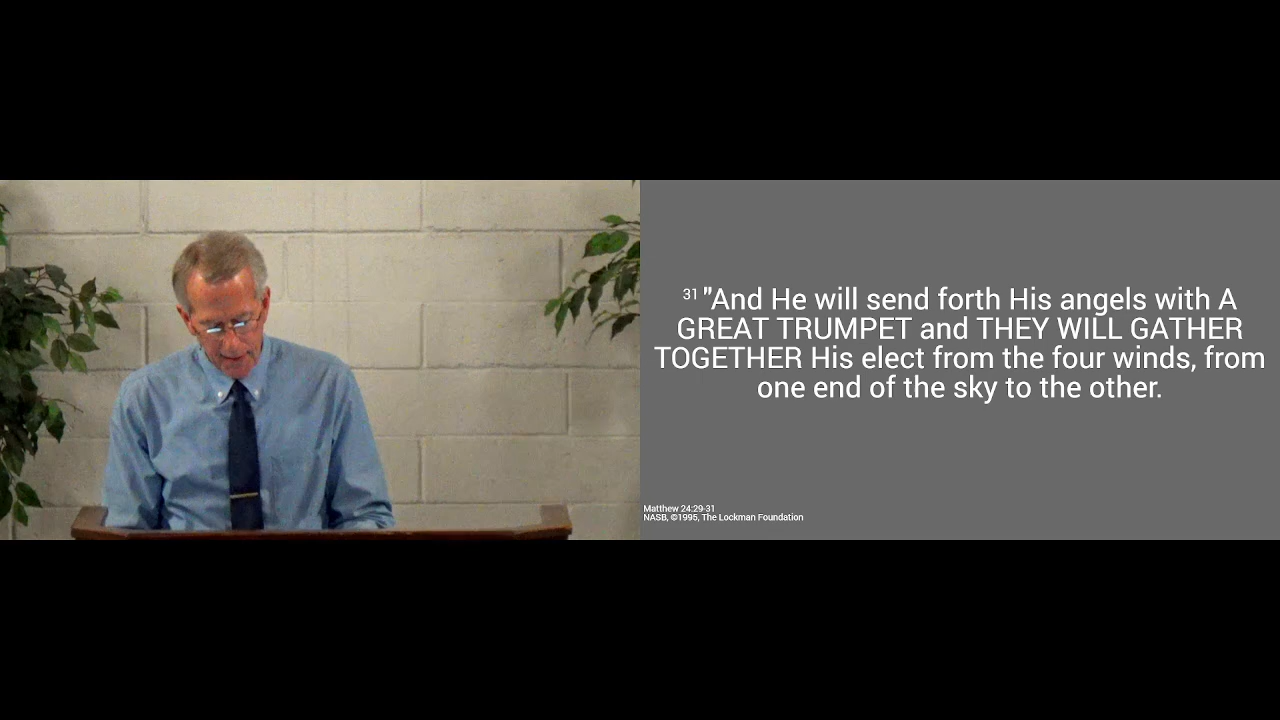 31 "And He will send forth His angels with A
GREAT TRUMPET and THEY WILL GATHER
TOGETHER His elect from the four winds, from
one end of the sky to the other.
Matthew 24:29-31
NASB, ©1995, The Lockman Foundation